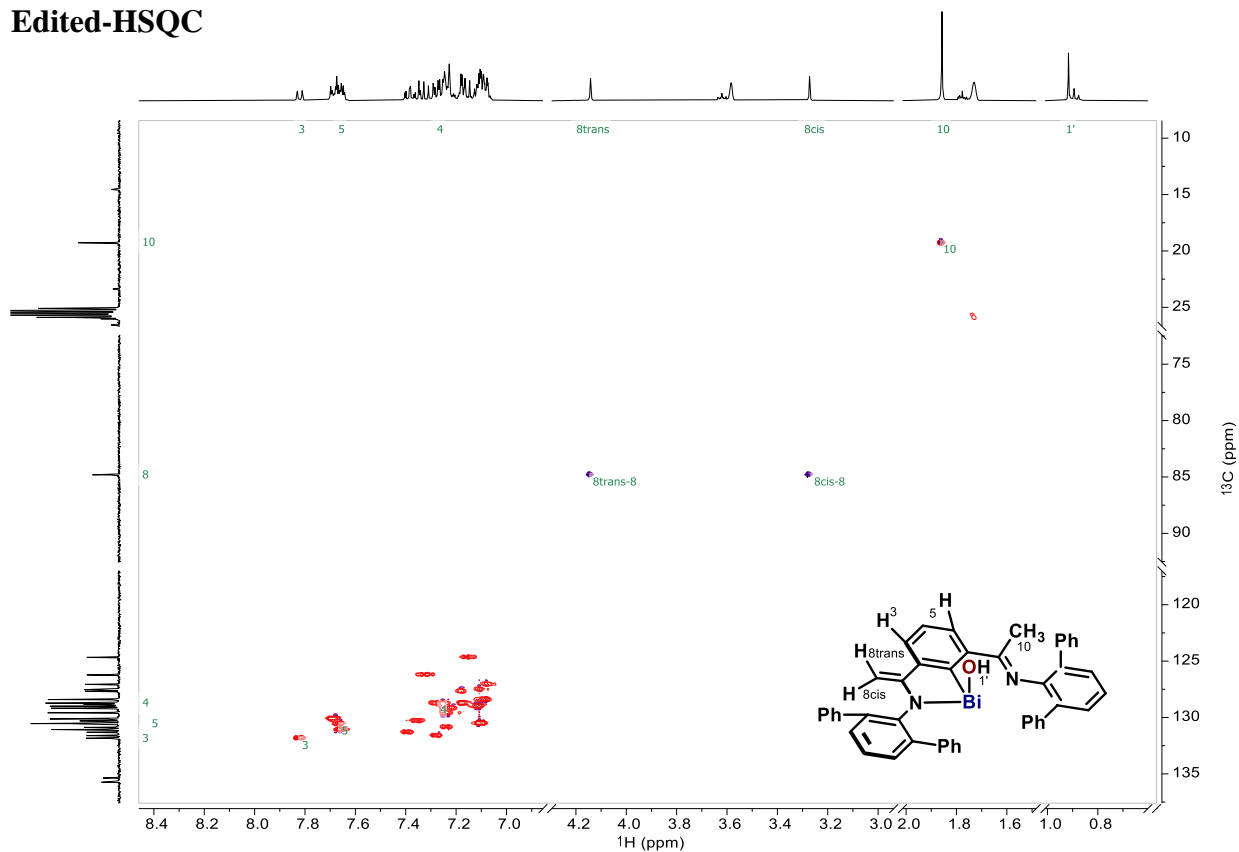 Edited-HSQC
3 5 4 8trans 8cis 10 1'
10
15
20
25
75
80
85
90
120
125
130
135
13C (ppm)
10
8
4
5
3
10
8trans-8 8cis-8
4
5
3
H H
3 5
CH3
10
Ph
H 8trans
OH
1'
N
H 8cis
N Bi
Ph Ph
Ph
8.4 8.2 8.0 7.8 7.6 7.4 7.2 7.0 4.2 4.0 3.8 3.6 3.4 3.2 3.0 2.0 1.8 1.6 1.0 0.8
1H (ppm)